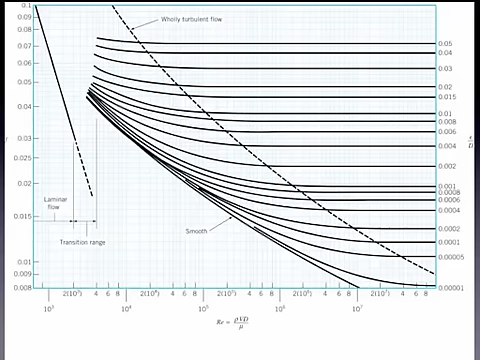 0.1
0.09
0.08
0.07
0.06
0.05
0.04
0.03
0.025
0.02
0.015
0.01
0.009
0.008
Wholly turbulent flow
0.05
0.04
0.03
0.02
0.015
0.01
0.008
0.006
0.004
0.002
0.001
0.0008
0.0006
0.0004
0.0002
0.0001
0.00005
0.00001
f
ε
D
Laminar
flow
Transition range
Smooth
2(10³) 4 6 8 2(10⁴) 4 6 8 2(10⁵) 4 6 8 2(10⁶) 4 6 8 2(10⁷) 4 6 8
10³ 10⁴ 10⁵ 10⁶ 10⁷
Re = ρVD
μ